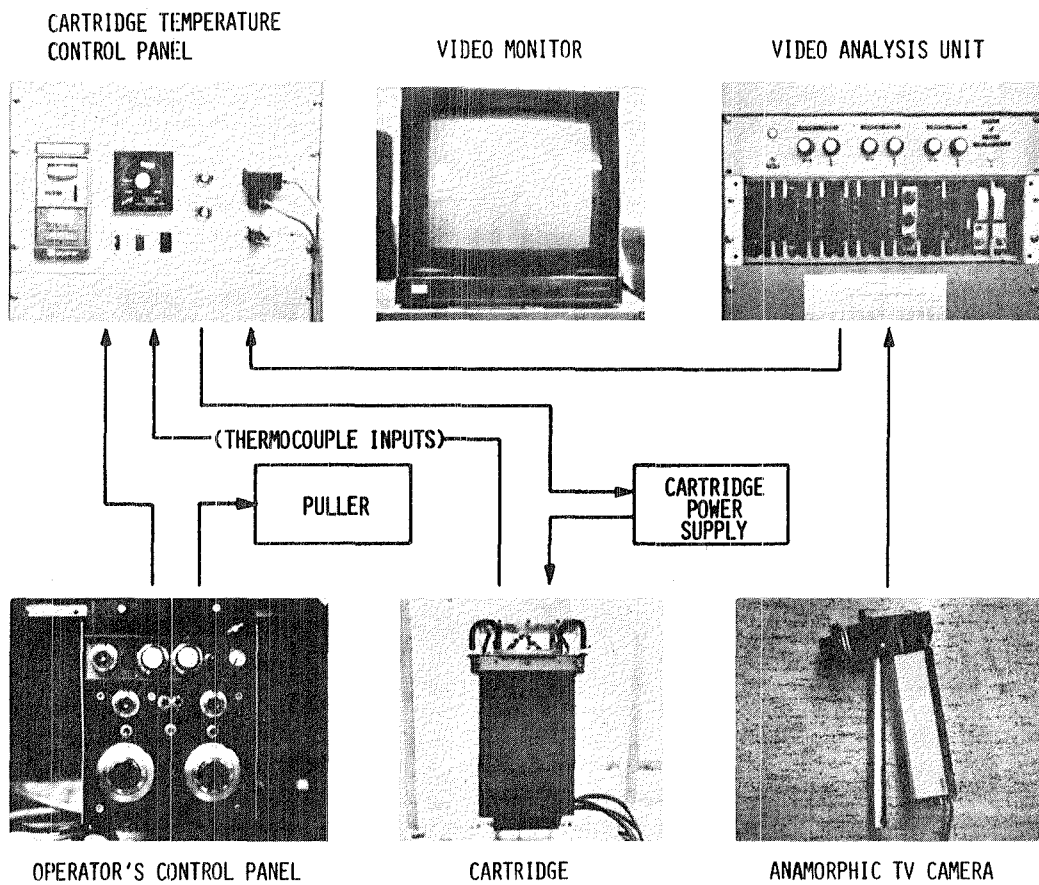 CARTRIDGE TEMPERATURE
CONTROL PANEL
VIDEO MONITOR
VIDEO ANALYSIS UNIT
(THERMOCOUPLE INPUTS)
PULLER
CARTRIDGE
POWER
SUPPLY
OPERATOR'S CONTROL PANEL
CARTRIDGE
ANAMORPHIC TV CAMERA